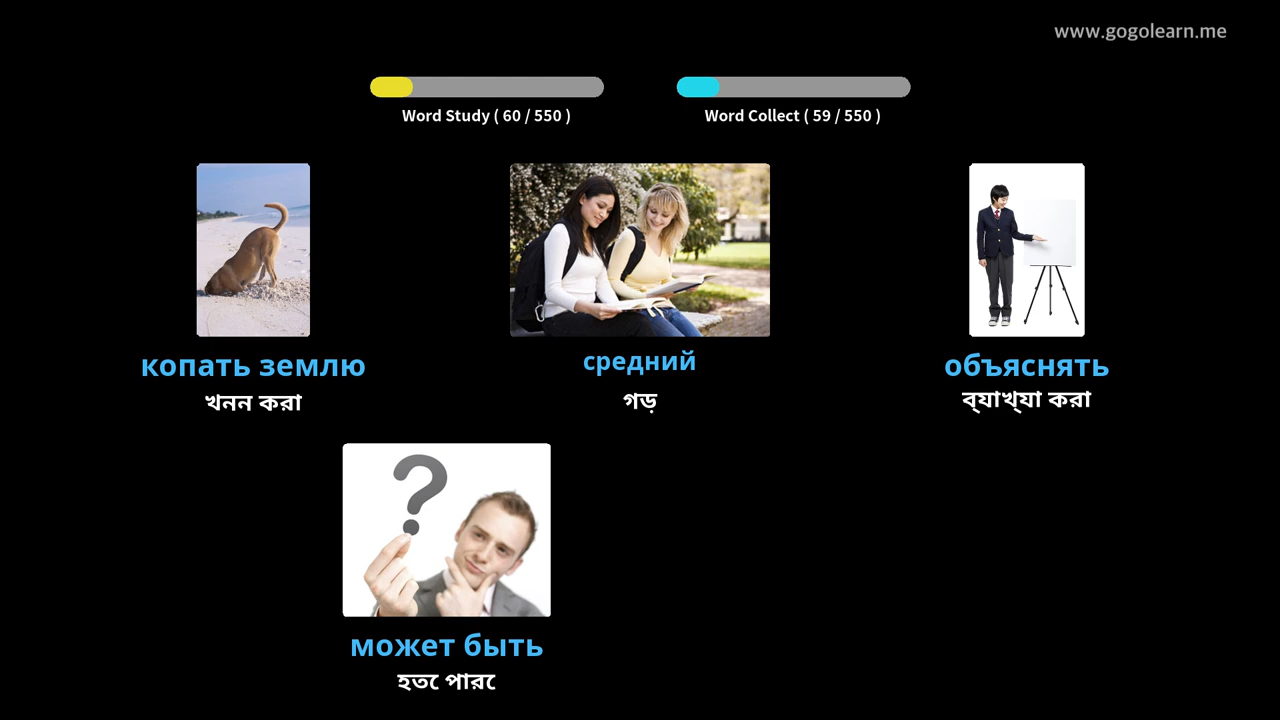 www.gogolearn.me
Word Study ( 60 / 550 )
Word Collect ( 59 / 550 )
копать землю
খনন করা
средний
গড়
объяснять
ব্যাখ্যা করা
?
может быть
হতে পারে